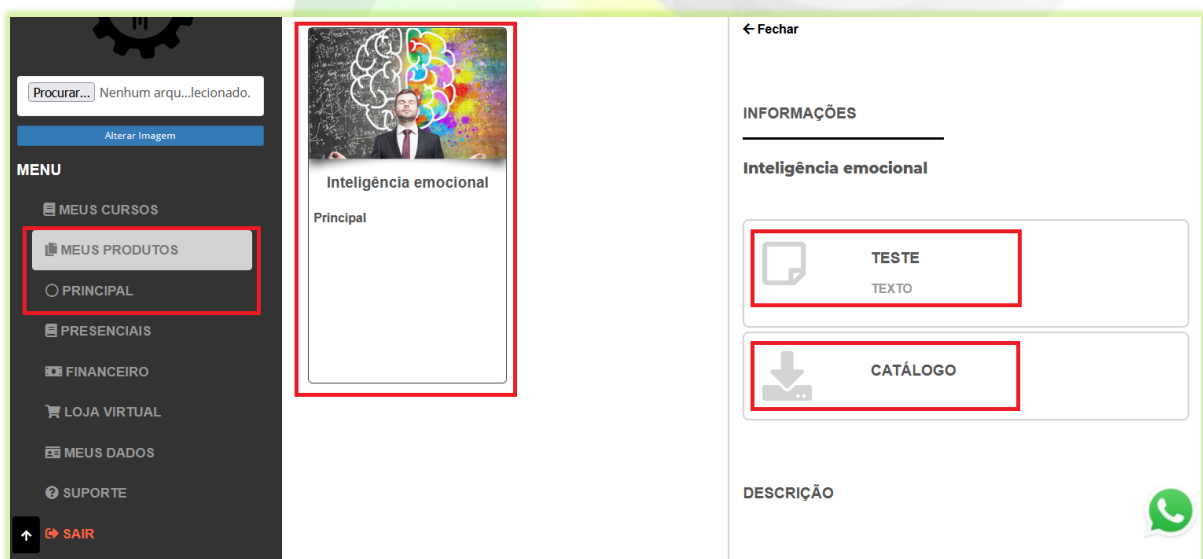 Procurar... Nenhum arqu...lecionado.
Alterar Imagem
MENU
MEUS CURSOS
MEUS PRODUTOS
PRINCIPAL
PRESENCIAIS
FINANCEIRO
LOJA VIRTUAL
MEUS DADOS
SUPORTE
SAIR
Inteligência emocional
Principal
Fechar
INFORMAÇÕES
Inteligência emocional
TESTE
TEXTO
CATÁLOGO
DESCRIÇÃO